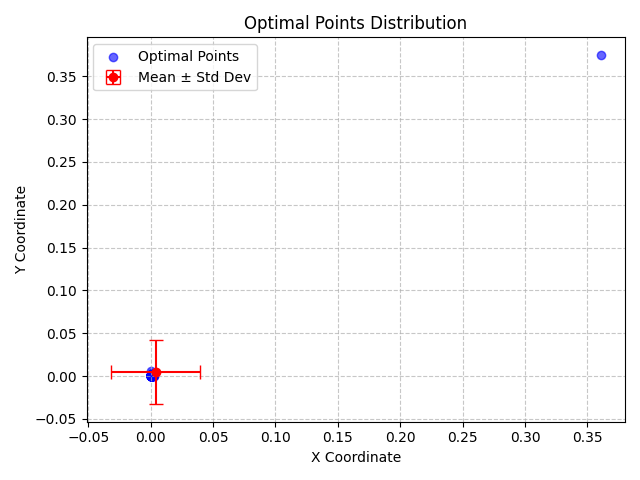 Optimal Points Distribution
Optimal Points
Mean ± Std Dev
Y Coordinate
0.35
0.30
0.25
0.20
0.15
0.10
0.05
0.00
−0.05
−0.05 0.00 0.05 0.10 0.15 0.20 0.25 0.30 0.35
X Coordinate